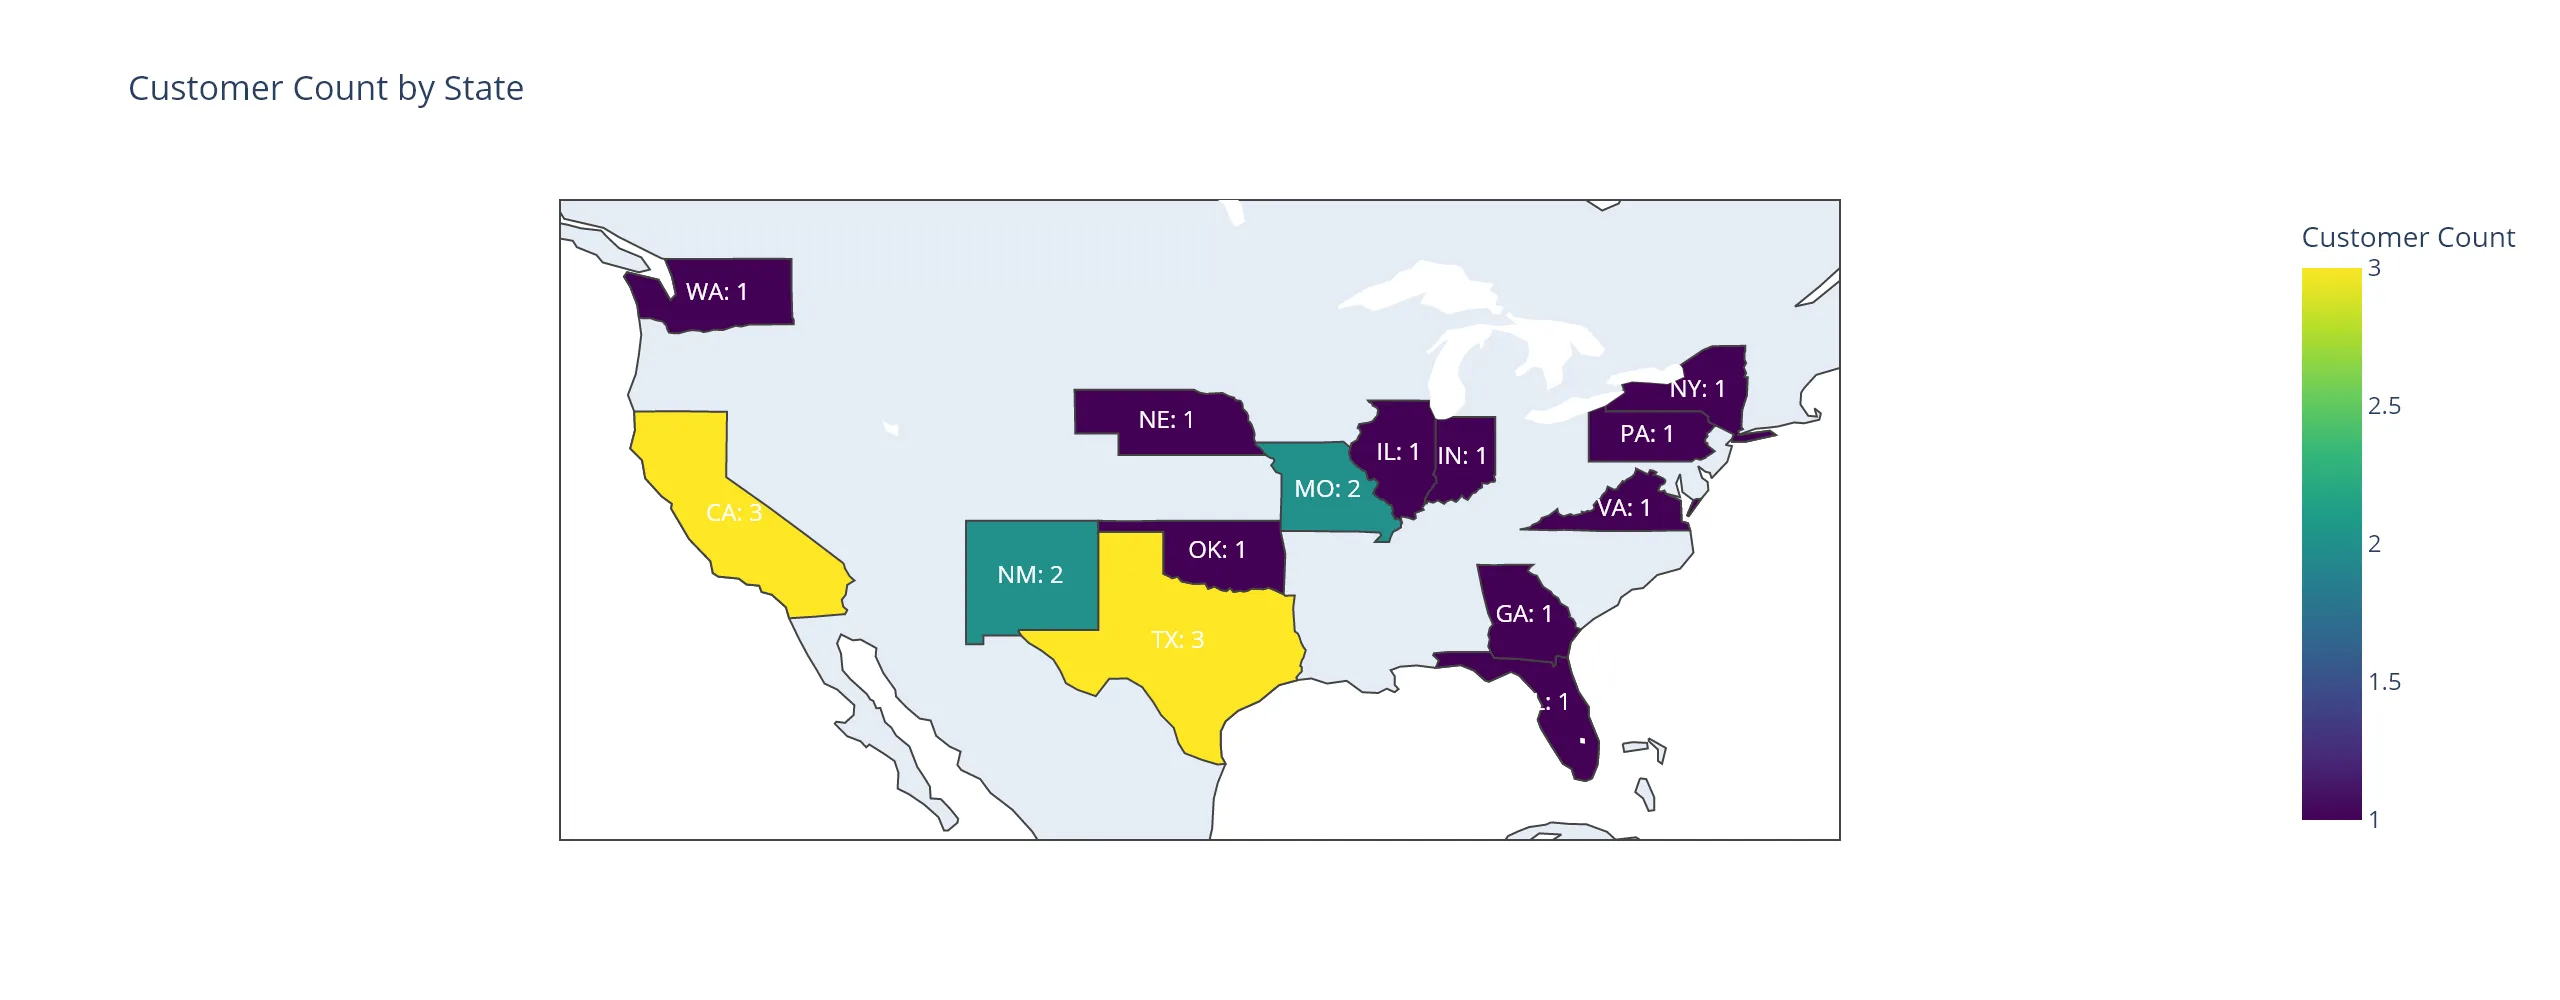 Customer Count by State
Customer Count
WA: 1
NY: 1
NE: 1
PA: 1
IL: 1
IN: 1
MO: 2
VA: 1
CA: 3
OK: 1
NM: 2
GA: 1
TX: 3
: 1
3
2.5
2
1.5
1